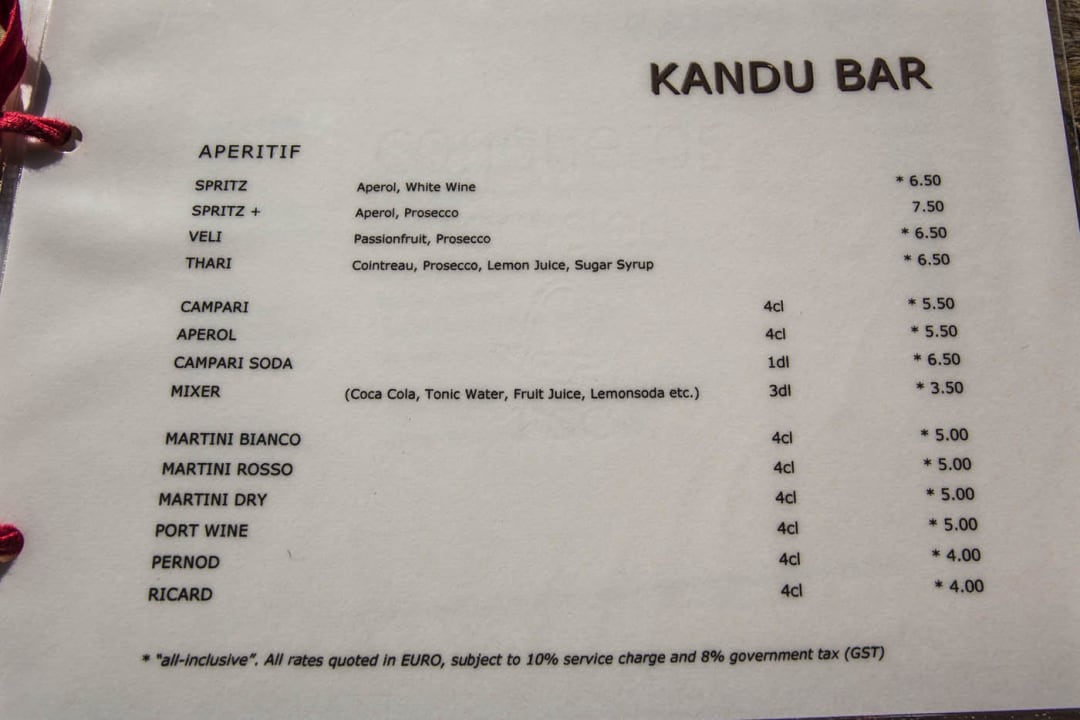 KANDU BAR
APERITIF
SPRITZ Aperol, White Wine * 6.50
SPRITZ + Aperol, Prosecco 7.50
VELI Passionfruit, Prosecco * 6.50
THARI Cointreau, Prosecco, Lemon Juice, Sugar Syrup * 6.50
CAMPARI 4cl * 5.50
APEROL 4cl * 5.50
CAMPARI SODA 1dl * 6.50
MIXER (Coca Cola, Tonic Water, Fruit Juice, Lemonsoda etc.) 3dl * 3.50
MARTINI BIANCO 4cl * 5.00
MARTINI ROSSO 4cl * 5.00
MARTINI DRY 4cl * 5.00
PORT WINE 4cl * 5.00
PERNOD 4cl * 4.00
RICARD 4cl * 4.00
* "all-inclusive". All rates quoted in EURO, subject to 10% service charge and 8% government tax (GST)